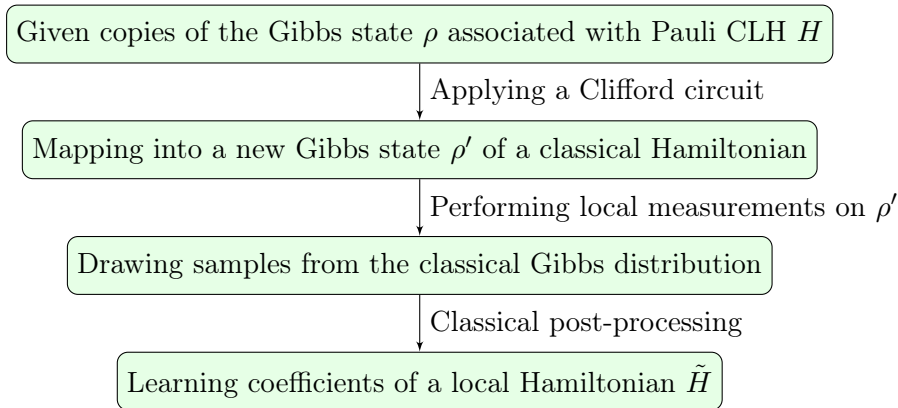 Given copies of the Gibbs state ρ associated with Pauli CLH H
Applying a Clifford circuit
Mapping into a new Gibbs state ρ′ of a classical Hamiltonian
Performing local measurements on ρ′
Drawing samples from the classical Gibbs distribution
Classical post-processing
Learning coefficients of a local Hamiltonian H̃